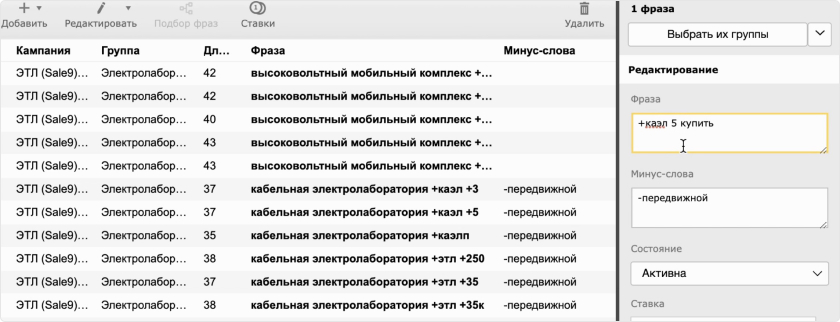 Добавить Редактировать Подбор фраз Ставки Удалить
Кампания Группа Дл... Фраза Минус-слова
ЭТЛ (Sale9)... Электролабор... 42 высоковольтный мобильный комплекс +...
ЭТЛ (Sale9)... Электролабор... 42 высоковольтный мобильный комплекс +...
ЭТЛ (Sale9)... Электролабор... 40 высоковольтный мобильный комплекс +...
ЭТЛ (Sale9)... Электролабор... 43 высоковольтный мобильный комплекс +...
ЭТЛ (Sale9)... Электролабор... 43 высоковольтный мобильный комплекс +...
ЭТЛ (Sale9)... Электролабор... 37 кабельная электролаборатория +каэл +3 -передвижной
ЭТЛ (Sale9)... Электролабор... 37 кабельная электролаборатория +каэл +5 -передвижной
ЭТЛ (Sale9)... Электролабор... 35 кабельная электролаборатория +каэлп -передвижной
ЭТЛ (Sale9)... Электролабор... 38 кабельная электролаборатория +этл +250 -передвижной
ЭТЛ (Sale9)... Электролабор... 37 кабельная электролаборатория +этл +35 -передвижной
ЭТЛ (Sale9)... Электролабор... 38 кабельная электролаборатория +этл +35к -передвижной
1 фраза
Выбрать их группы
Редактирование
Фраза
+каэл 5 купить
Минус-слова
-передвижной
Состояние
Активна
Ставка